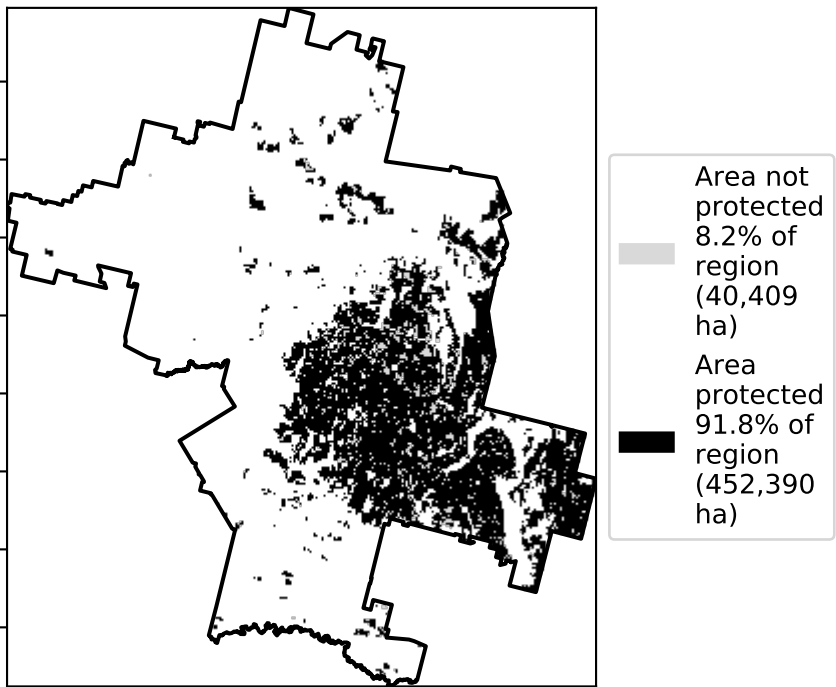 Area not
protected
8.2% of
region
(40,409
ha)
Area
protected
91.8% of
region
(452,390
ha)